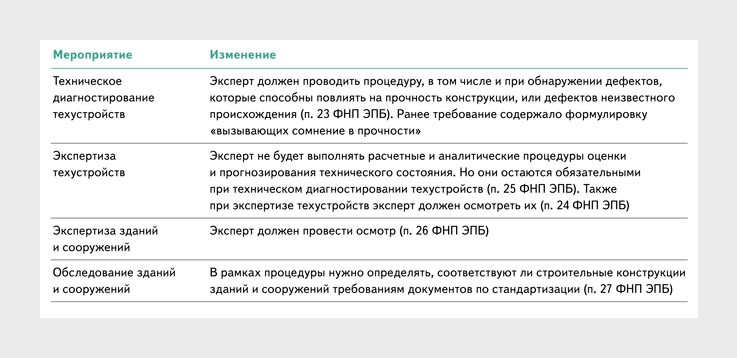 Мероприятие
Изменение
Техническое
диагностирование
техустройств
Эксперт должен проводить процедуру, в том числе и при обнаружении дефектов,
которые способны повлиять на прочность конструкции, или дефектов неизвестного
происхождения (п. 23 ФНП ЭПБ). Ранее требование содержало формулировку
«вызывающих сомнение в прочности»
Экспертиза
техустройств
Эксперт не будет выполнять расчетные и аналитические процедуры оценки
и прогнозирования технического состояния. Но они остаются обязательными
при техническом диагностировании техустройств (п. 25 ФНП ЭПБ). Также
при экспертизе техустройств эксперт должен осмотреть их (п. 24 ФНП ЭПБ)
Экспертиза зданий
и сооружений
Эксперт должен провести осмотр (п. 26 ФНП ЭПБ)
Обследование зданий
и сооружений
В рамках процедуры нужно определять, соответствуют ли строительные конструкции
зданий и сооружений требованиям документов по стандартизации (п. 27 ФНП ЭПБ)